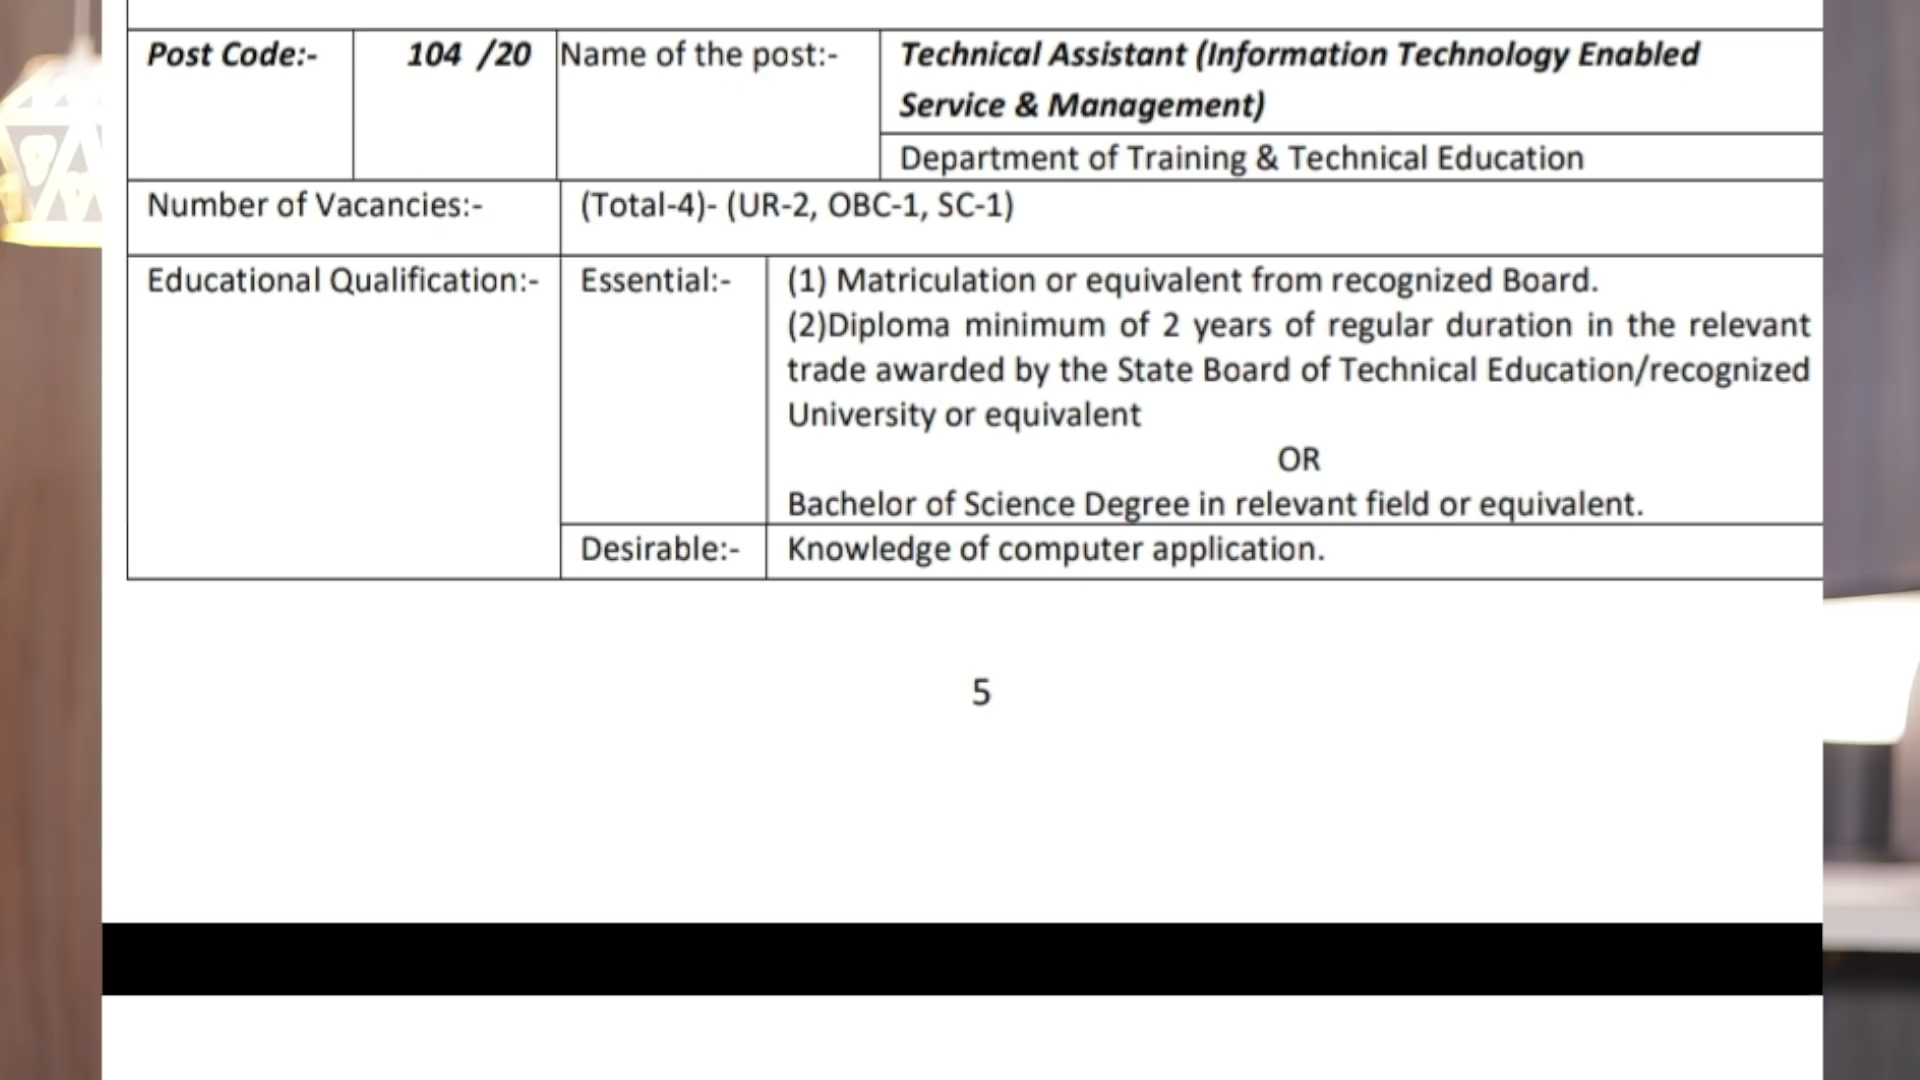 Post Code:- 104 /20 Name of the post:- Technical Assistant (Information Technology Enabled
Service & Management)
Department of Training & Technical Education
Number of Vacancies:- (Total-4)- (UR-2, OBC-1, SC-1)
Educational Qualification:- Essential:- (1) Matriculation or equivalent from recognized Board.
(2)Diploma minimum of 2 years of regular duration in the relevant
trade awarded by the State Board of Technical Education/recognized
University or equivalent
OR
Bachelor of Science Degree in relevant field or equivalent.
Desirable:- Knowledge of computer application.
5